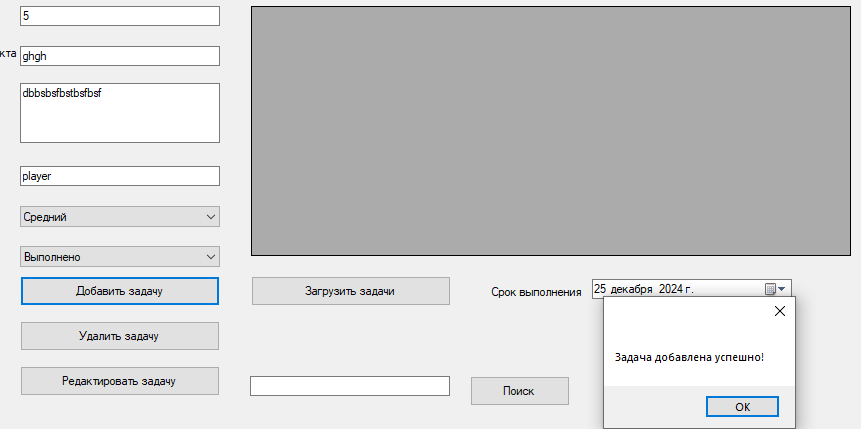 5
кта
ghgh
dbbsbsfbstbsfbsf
player
Средний
Выполнено
Добавить задачу
Загрузить задачи
Срок выполнения
25 декабря 2024 г.
Удалить задачу
Задача добавлена успешно!
Редактировать задачу
Поиск
OK